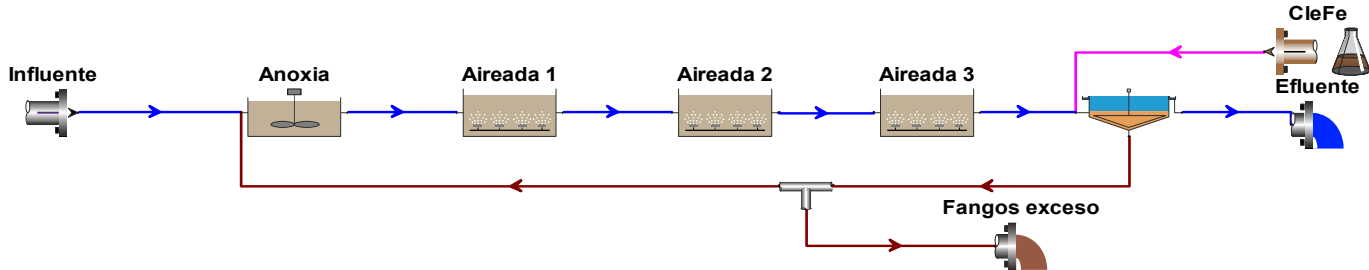 CleFe
Influente
Anoxia
Aireada 1
Aireada 2
Aireada 3
Efluente
Fangos exceso